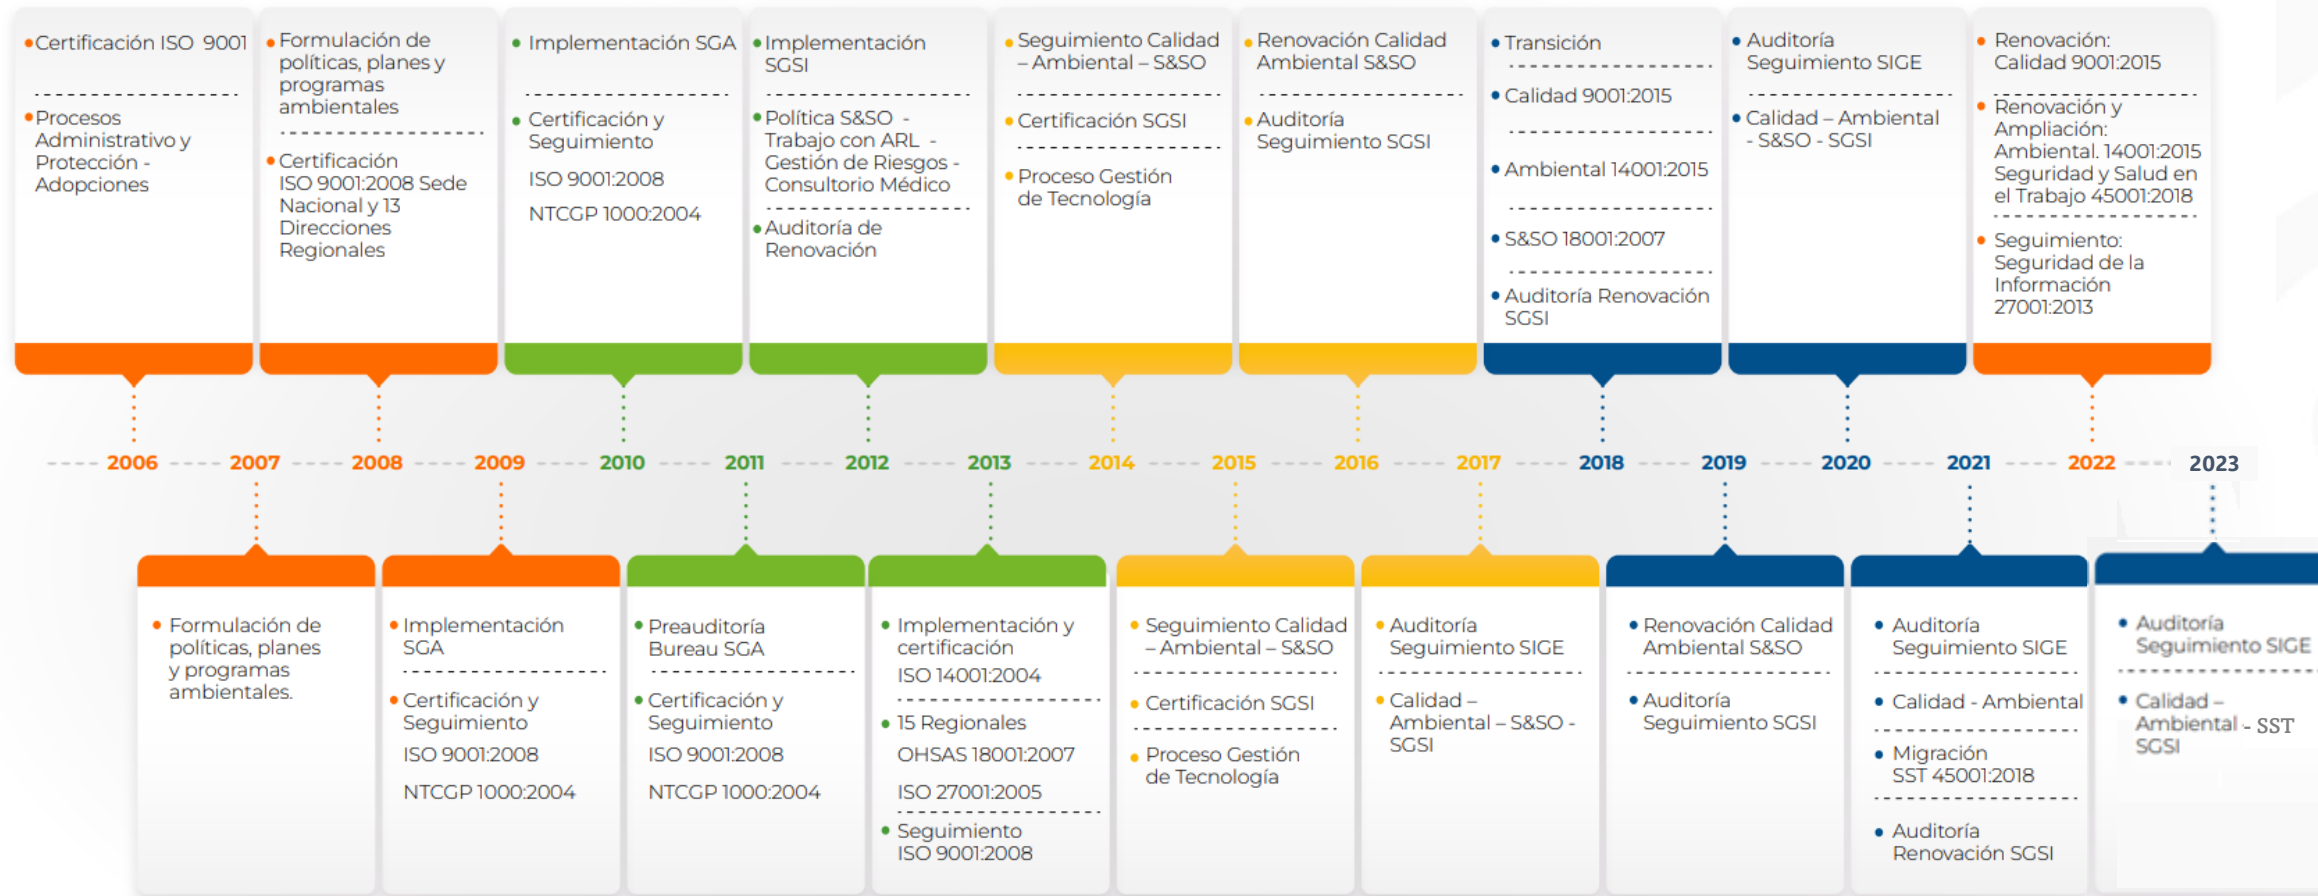 Certificación ISO 9001
Procesos
Administrativo y
Protección -
Adopciones
Formulación de
políticas, planes y
programas
ambientales
Certificación
ISO 9001:2008 Sede
Nacional y 13
Direcciones
Regionales
Implementación SGA
Certificación y
Seguimiento
ISO 9001:2008
NTCGP 1000:2004
Implementación
SGSI
Política S&SO -
Trabajo con ARL -
Gestión de Riesgos -
Consultorio Médico
Auditoría de
Renovación
Seguimiento Calidad
– Ambiental – S&SO
Certificación SGSI
Proceso Gestión
de Tecnología
Renovación Calidad
Ambiental S&SO
Auditoría
Seguimiento SGSI
Transición
Calidad 9001:2015
Ambiental 14001:2015
S&SO 18001:2007
Auditoría Renovación
SGSI
Auditoría
Seguimiento SIGE
Calidad – Ambiental
- S&SO - SGSI
Renovación:
Calidad 9001:2015
Renovación y
Ampliación:
Ambiental. 14001:2015
Seguridad y Salud en
el Trabajo 45001:2018
Seguimiento:
Seguridad de la
Información
27001:2013
2006 2007 2008 2009 2010 2011 2012 2013 2014 2015 2016 2017 2018 2019 2020 2021 2022 2023
Formulación de
políticas, planes
y programas
ambientales.
Implementación
SGA
Certificación y
Seguimiento
ISO 9001:2008
NTCGP 1000:2004
Preauditoría
Bureau SGA
Certificación y
Seguimiento
ISO 9001:2008
NTCGP 1000:2004
Implementación y
certificación
ISO 14001:2004
15 Regionales
OHSAS 18001:2007
ISO 27001:2005
Seguimiento
ISO 9001:2008
Seguimiento Calidad
– Ambiental – S&SO
Certificación SGSI
Proceso Gestión
de Tecnología
Auditoría
Seguimiento SIGE
Calidad –
Ambiental – S&SO -
SGSI
Renovación Calidad
Ambiental S&SO
Auditoría
Seguimiento SGSI
Auditoría
Seguimiento SIGE
Calidad - Ambiental
Migración
SST 45001:2018
Auditoría
Renovación SGSI
Auditoría
Seguimiento SIGE
Calidad –
Ambiental - SST
SGSI